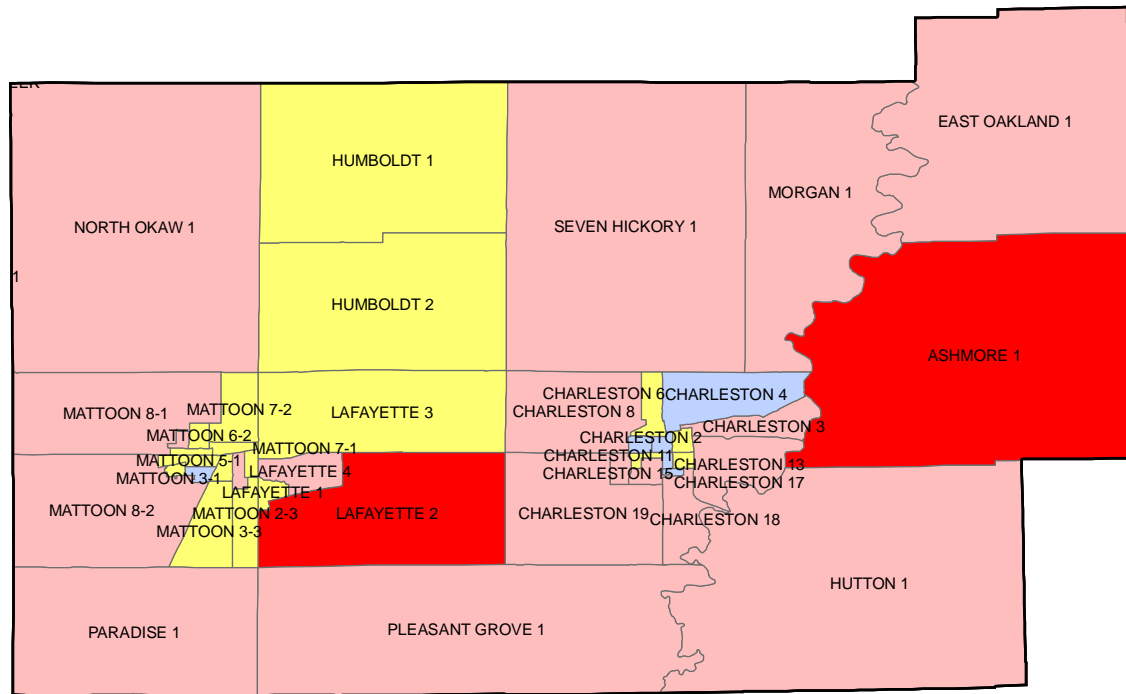 EAST OAKLAND 1
HUMBOLDT 1
MORGAN 1
NORTH OKAW 1
SEVEN HICKORY 1
1
HUMBOLDT 2
ASHMORE 1
CHARLESTON 6
CHARLESTON 4
MATTOON 7-2
MATTOON 8-1
LAFAYETTE 3
CHARLESTON 8
CHARLESTON 3
MATTOON 6-2
CHARLESTON 2
MATTOON 7-1
CHARLESTON 11
MATTOON 5-1
CHARLESTON 13
LAFAYETTE 4
CHARLESTON 15
MATTOON 3-1
CHARLESTON 17
LAFAYETTE 1
MATTOON 8-2
MATTOON 2-3
LAFAYETTE 2
CHARLESTON 19
CHARLESTON 18
MATTOON 3-3
HUTTON 1
PARADISE 1
PLEASANT GROVE 1